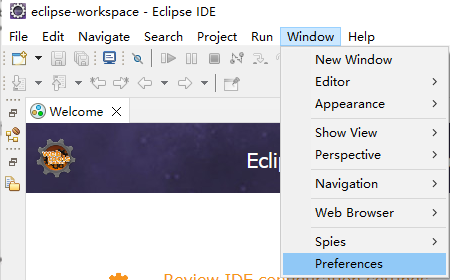 eclipse-workspace - Eclipse IDE
File Edit Navigate Search Project Run Window Help
New Window
Editor
Appearance
Show View
Perspective
Navigation
Web Browser
Spies
Preferences
Welcome
Eclip
Review IDE